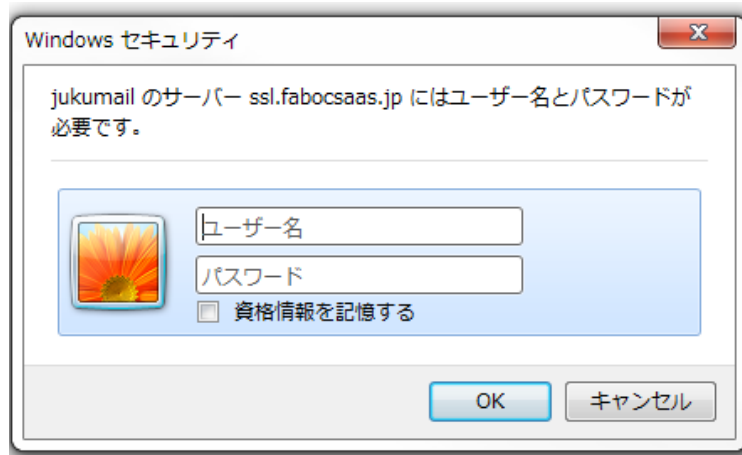 Windows セキュリティ
jukumail のサーバー ssl.fabocsaas.jp にはユーザー名とパスワードが
必要です。
ユーザー名
パスワード
資格情報を記憶する
OK
キャンセル